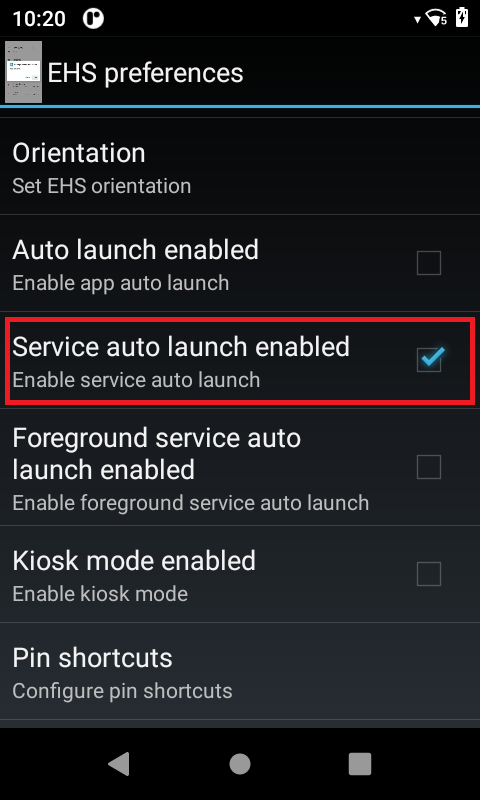 10:20
5
EHS preferences
Orientation
Set EHS orientation
Auto launch enabled
Enable app auto launch
Service auto launch enabled
Enable service auto launch
Foreground service auto
launch enabled
Enable foreground service auto launch
Kiosk mode enabled
Enable kiosk mode
Pin shortcuts
Configure pin shortcuts